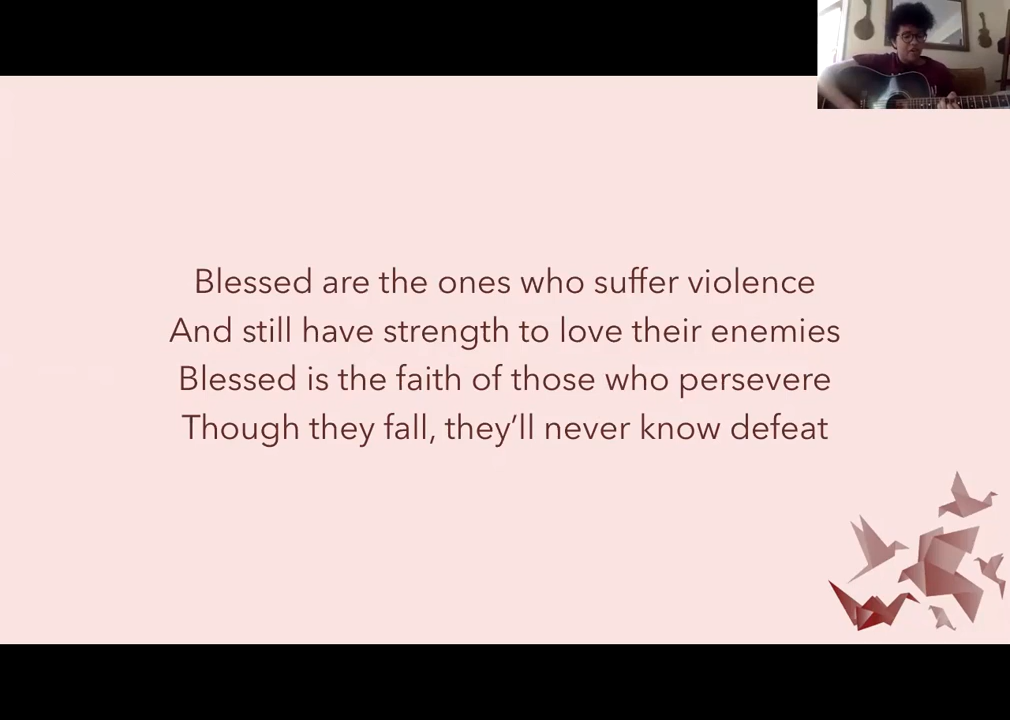 Blessed are the ones who suffer violence
And still have strength to love their enemies
Blessed is the faith of those who persevere
Though they fall, they’ll never know defeat